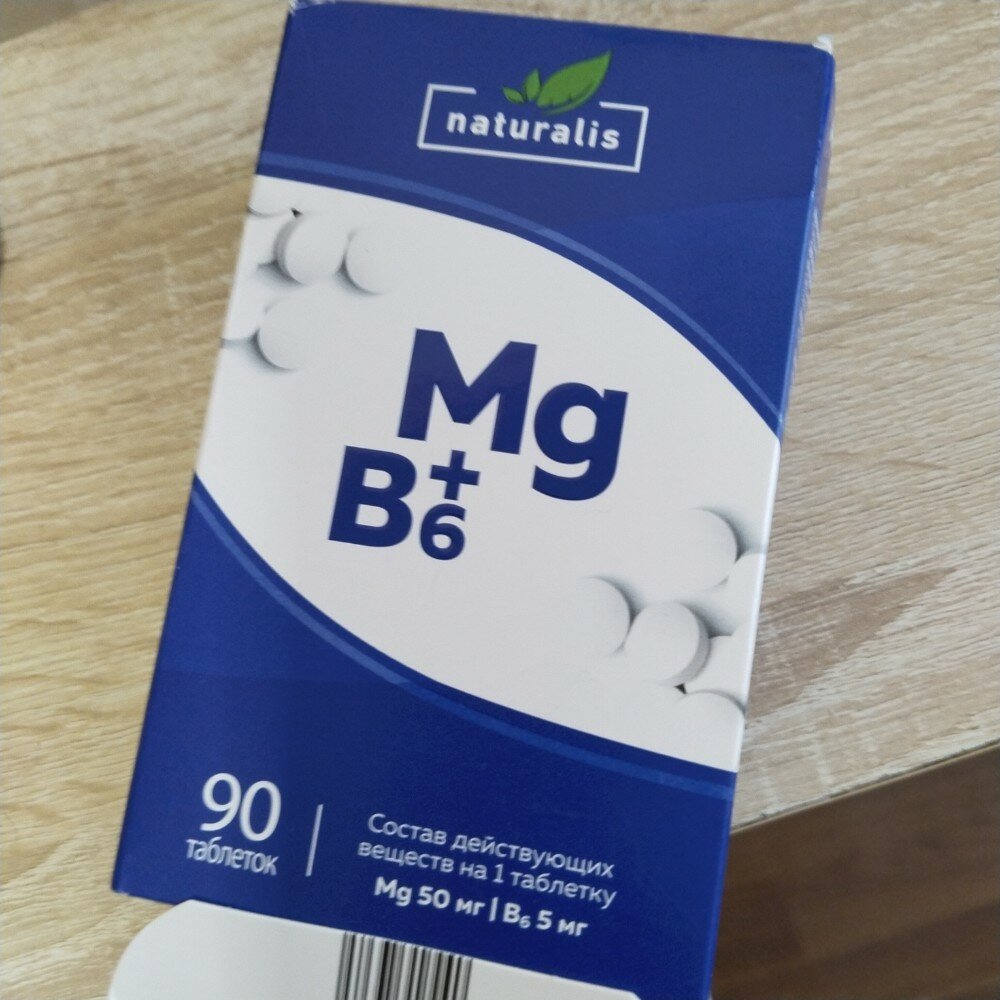 naturalis
Mg
+
B6
90
таблеток
Состав действующих
веществ на 1 таблетку
Mg 50 мг | B₆ 5 мг